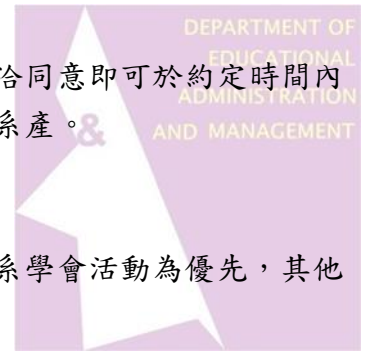 DEPARTMENT OF
EDUCATIONAL
ADMINISTRATION
& AND MANAGEMENT
洽同意即可於約定時間內
系產。
系學會活動為優先，其他